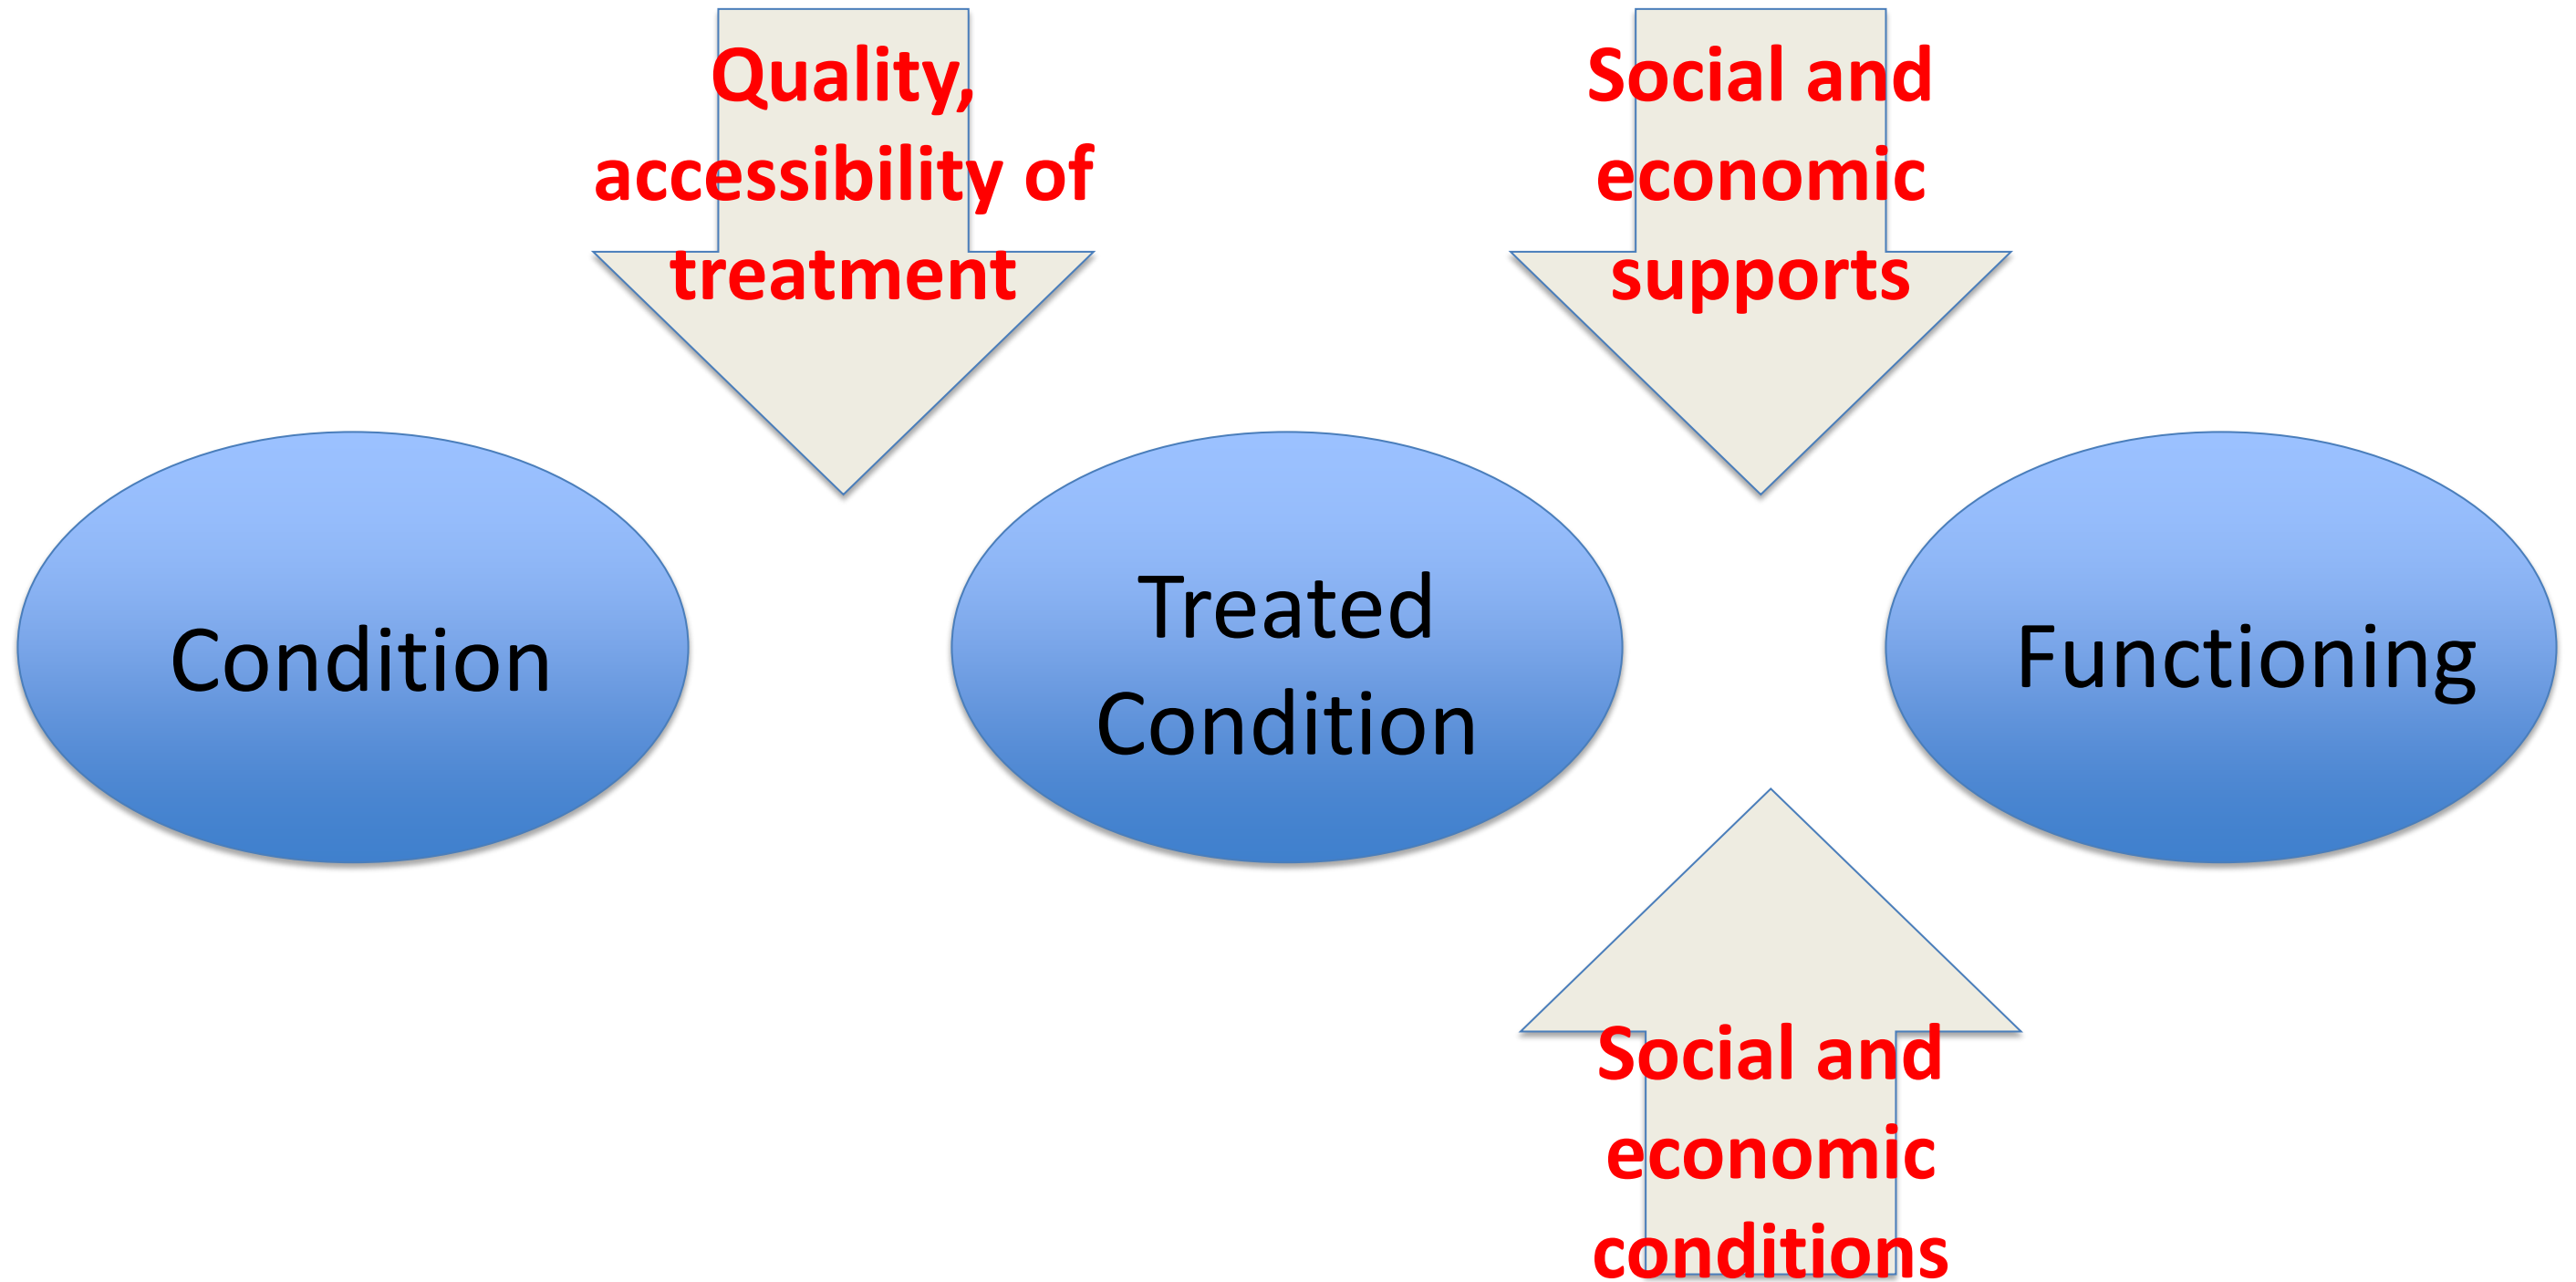 Quality,
accessibility of
treatment
Social and
economic
supports
Condition
Treated
Condition
Functioning
Social and
economic
conditions